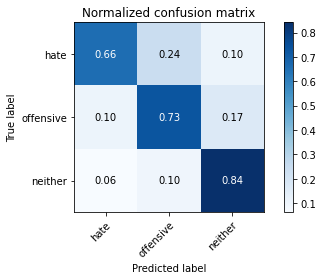 Normalized confusion matrix
True label
hate 0.66 0.24 0.10
offensive 0.10 0.73 0.17
neither 0.06 0.10 0.84
hate offensive neither
Predicted label
0.8
0.7
0.6
0.5
0.4
0.3
0.2
0.1